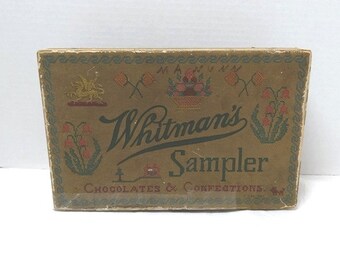 Whitman's
Sampler
CHOCOLATES & CONFECTIONS